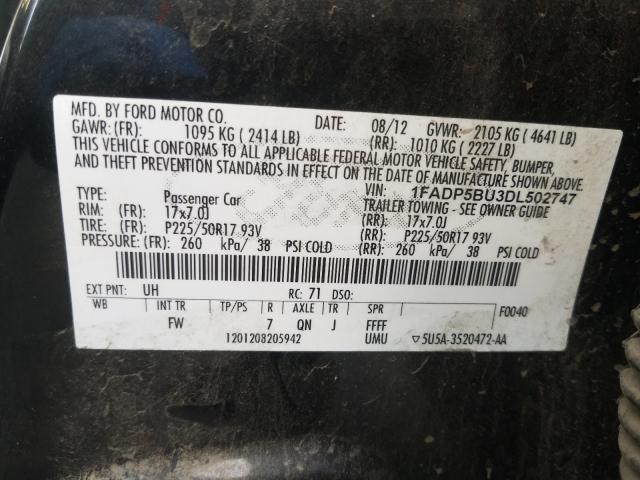 MFD. BY FORD MOTOR CO.
DATE: 08/12 GVWR: 2105 KG ( 4641 LB)
GAWR: (FR): 1095 KG ( 2414 LB) (RR): 1010 KG ( 2227 LB)
THIS VEHICLE CONFORMS TO ALL APPLICABLE FEDERAL MOTOR VEHICLE SAFETY, BUMPER,
AND THEFT PREVENTION STANDARDS IN EFFECT ON THE DATE OF MANUFACTURE SHOWN ABOVE.
VIN: 1FADP5BU3DL502747
TYPE: Passenger Car TRAILER TOWING - SEE OWNER GUIDE
RIM: (FR): 17x7.0J (RR): 17x7.0J
TIRE: (FR): P225/50R17 93V (RR): P225/50R17 93V
PRESSURE: (FR): 260 kPa/ 38 PSI COLD (RR): 260 kPa/ 38 PSI COLD
EXT PNT: UH RC: 71 DSO:
WB INT TR TP/PS R AXLE TR SPR F0040
FW 7 QN J FFFF
1201208205942 UMU ▽5U5A-3520472-AA